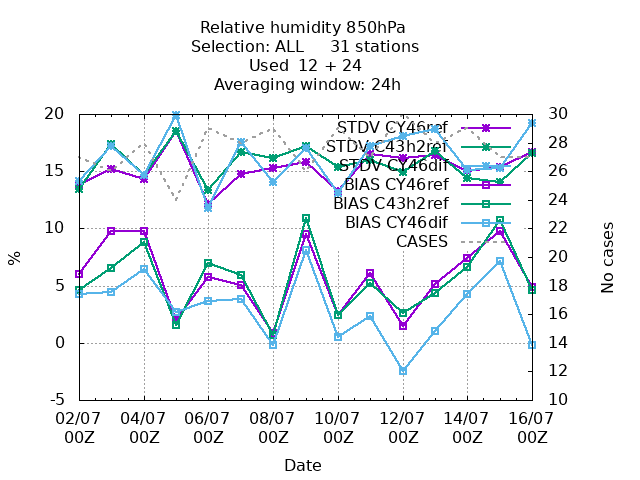 Relative humidity 850hPa
Selection: ALL 31 stations
Used 12 + 24
Averaging window: 24h
20
15
10
5
0
-5
%
30
28
26
24
22
20
18
16
14
12
10
No cases
STDV CY46ref
STDV C43h2ref
STDV CY46dif
BIAS CY46ref
BIAS C43h2ref
BIAS CY46dif
CASES
02/07 04/07 06/07 08/07 10/07 12/07 14/07 16/07
00Z 00Z 00Z 00Z 00Z 00Z 00Z 00Z
Date